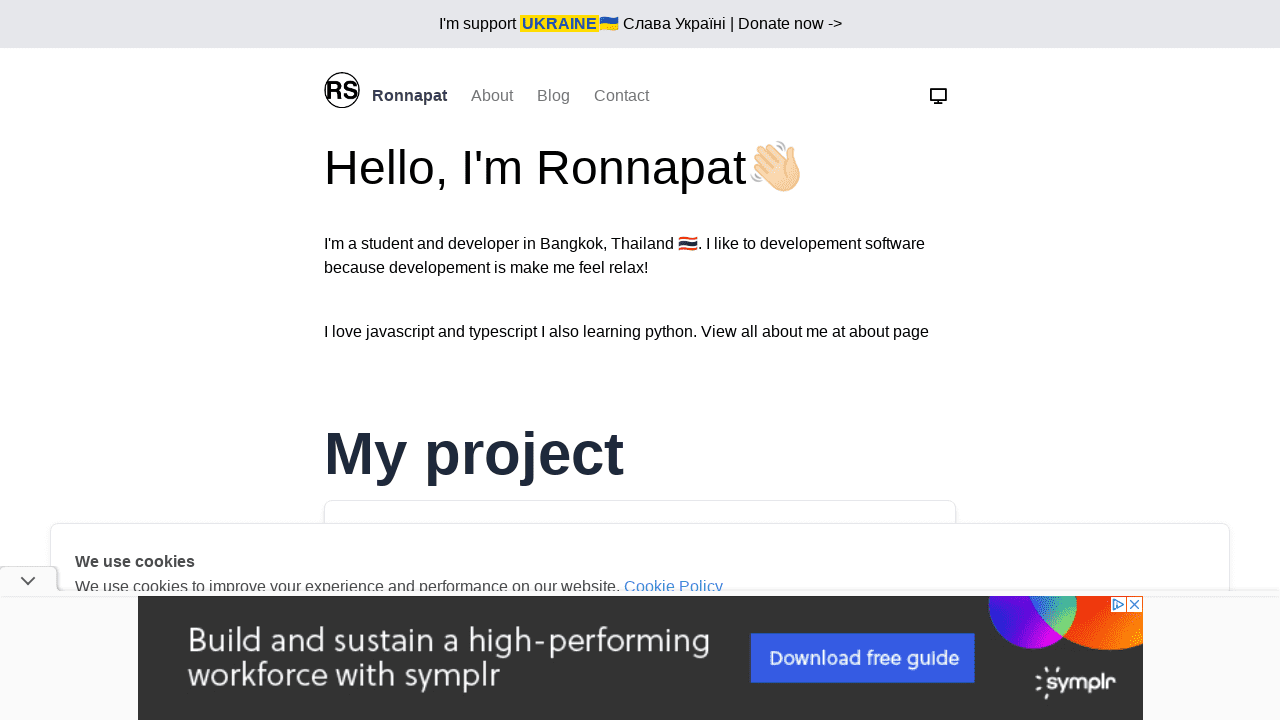 I'm support UKRAINE🇺🇦 Слава Україні | Donate now ->
RS Ronnapat About Blog Contact
Hello, I'm Ronnapat👋🏻
I'm a student and developer in Bangkok, Thailand 🇹🇭. I like to developement software
because developement is make me feel relax!
I love javascript and typescript I also learning python. View all about me at about page
My project
We use cookies
We use cookies to improve your experience and performance on our website. Cookie Policy
Build and sustain a high-performing
workforce with symplr
Download free guide
symplr